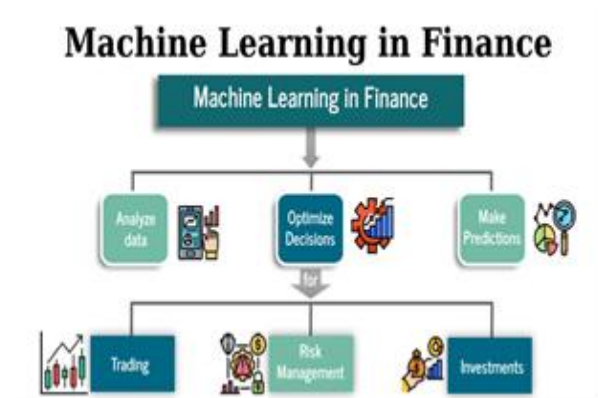 Machine Learning in Finance
Machine Learning in Finance
Analyze
data
Optimize
Decisions
Make
Predictions
for
Trading
Risk
Management
Investments